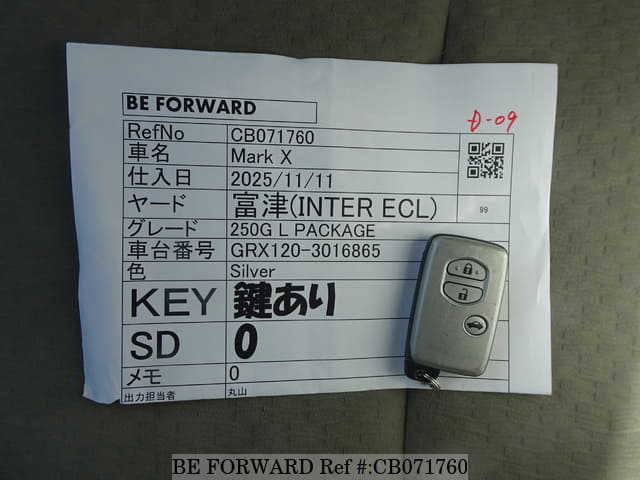 BE FORWARD
D-09
RefNo CB071760
車名 Mark X
仕入日 2025/11/11
ヤード 富津(INTER ECL) 99
グレード 250G L PACKAGE
車台番号 GRX120-3016865
色 Silver
KEY 鍵あり
SD 0
メモ 0
出力担当者 丸山
BE FORWARD Ref #:CB071760